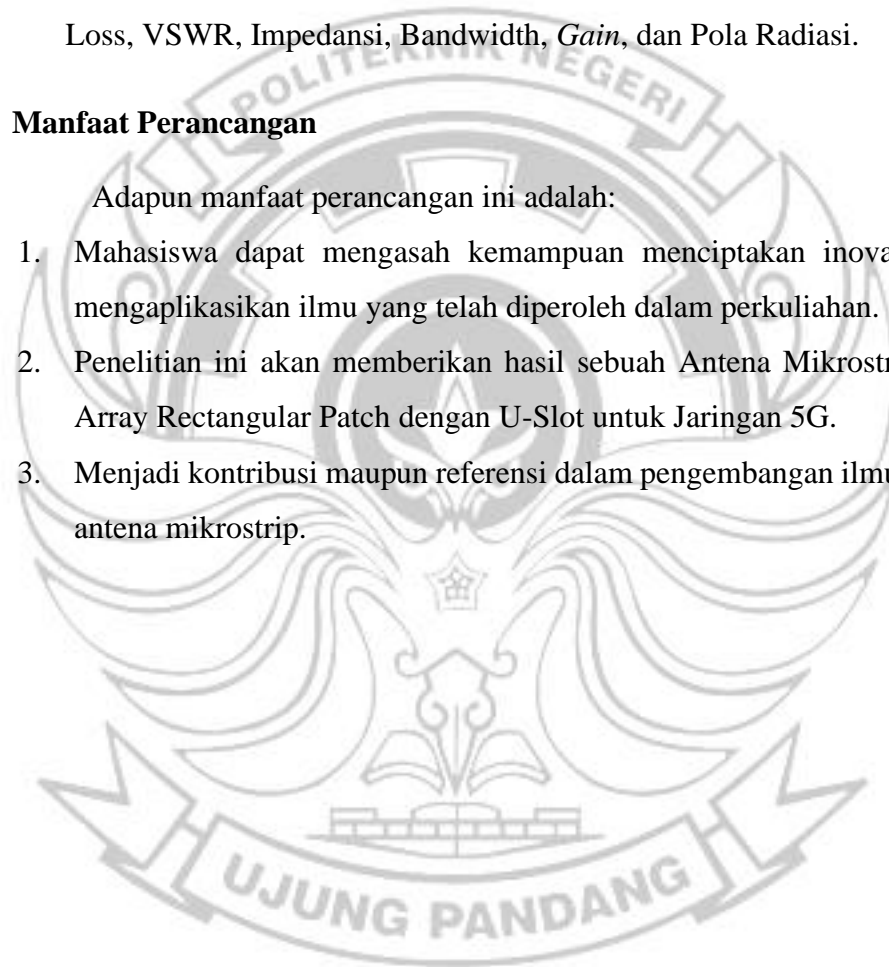 Loss, VSWR, Impedansi, Bandwidth, Gain, dan Pola Radiasi.
POLITEKNIK NEGERI
Manfaat Perancangan
Adapun manfaat perancangan ini adalah:
1. Mahasiswa dapat mengasah kemampuan menciptakan inova
mengaplikasikan ilmu yang telah diperoleh dalam perkuliahan.
2. Penelitian ini akan memberikan hasil sebuah Antena Mikrostr
Array Rectangular Patch dengan U-Slot untuk Jaringan 5G.
3. Menjadi kontribusi maupun referensi dalam pengembangan ilmu
antena mikrostrip.
UJUNG PANDANG